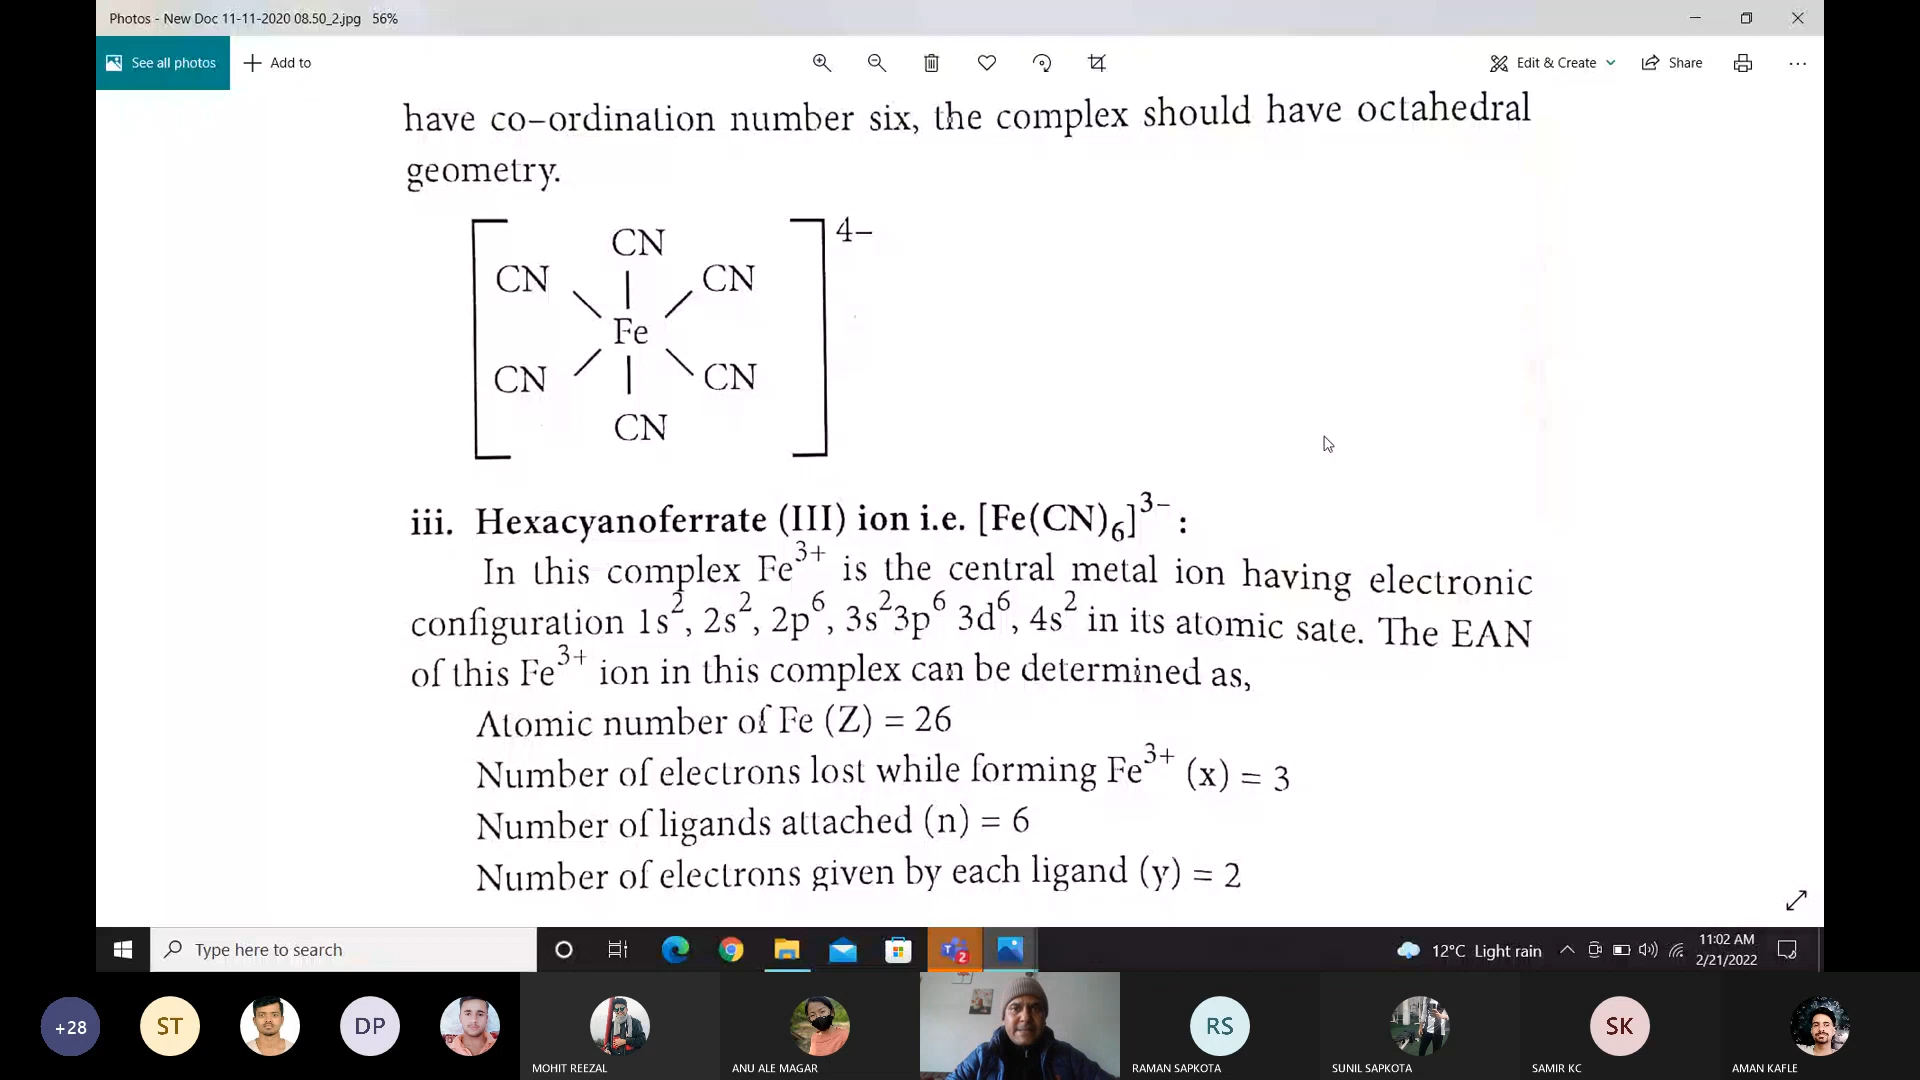 Photos - New Doc 11-11-2020 08.50_2.jpg 56%
See all photos
Add to
Edit & Create
Share
have co-ordination number six, the complex should have octahedral
geometry.
4–
CN
CN
CN
Fe
CN
CN
CN
iii. Hexacyanoferrate (III) ion i.e. [Fe(CN)₆]³⁻ :
In this complex Fe³⁺ is the central metal ion having electronic
configuration 1s², 2s², 2p⁶, 3s²3p⁶ 3d⁶, 4s² in its atomic sate. The EAN
of this Fe³⁺ ion in this complex can be determined as,
Atomic number of Fe (Z) = 26
Number of electrons lost while forming Fe³⁺ (x) = 3
Number of ligands attached (n) = 6
Number of electrons given by each ligand (y) = 2
Type here to search
2
12°C Light rain
11:02 AM
2/21/2022
+28
ST
DP
RS
SK
MOHIT REEZAL
ANU ALE MAGAR
RAMAN SAPKOTA
SUNIL SAPKOTA
SAMIR KC
AMAN KAFLE